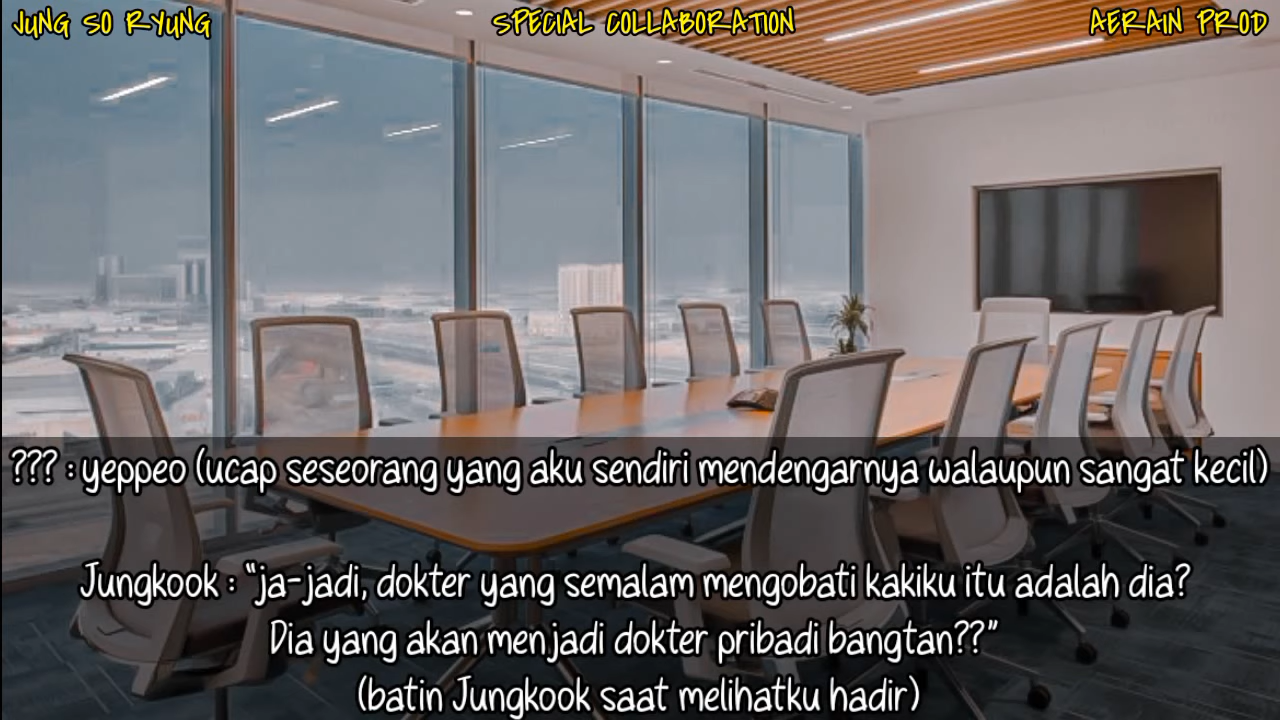 JUNG SO RYUNG
SPECIAL COLLABORATION
AERAIN PROD
??? : yeppeo (ucap seseorang yang aku sendiri mendengarnya walaupun sangat kecil)
Jungkook : "ja-jadi, dokter yang semalam mengobati kakiku itu adalah dia?
Dia yang akan menjadi dokter pribadi bangtan??"
(batin Jungkook saat melihatku hadir)